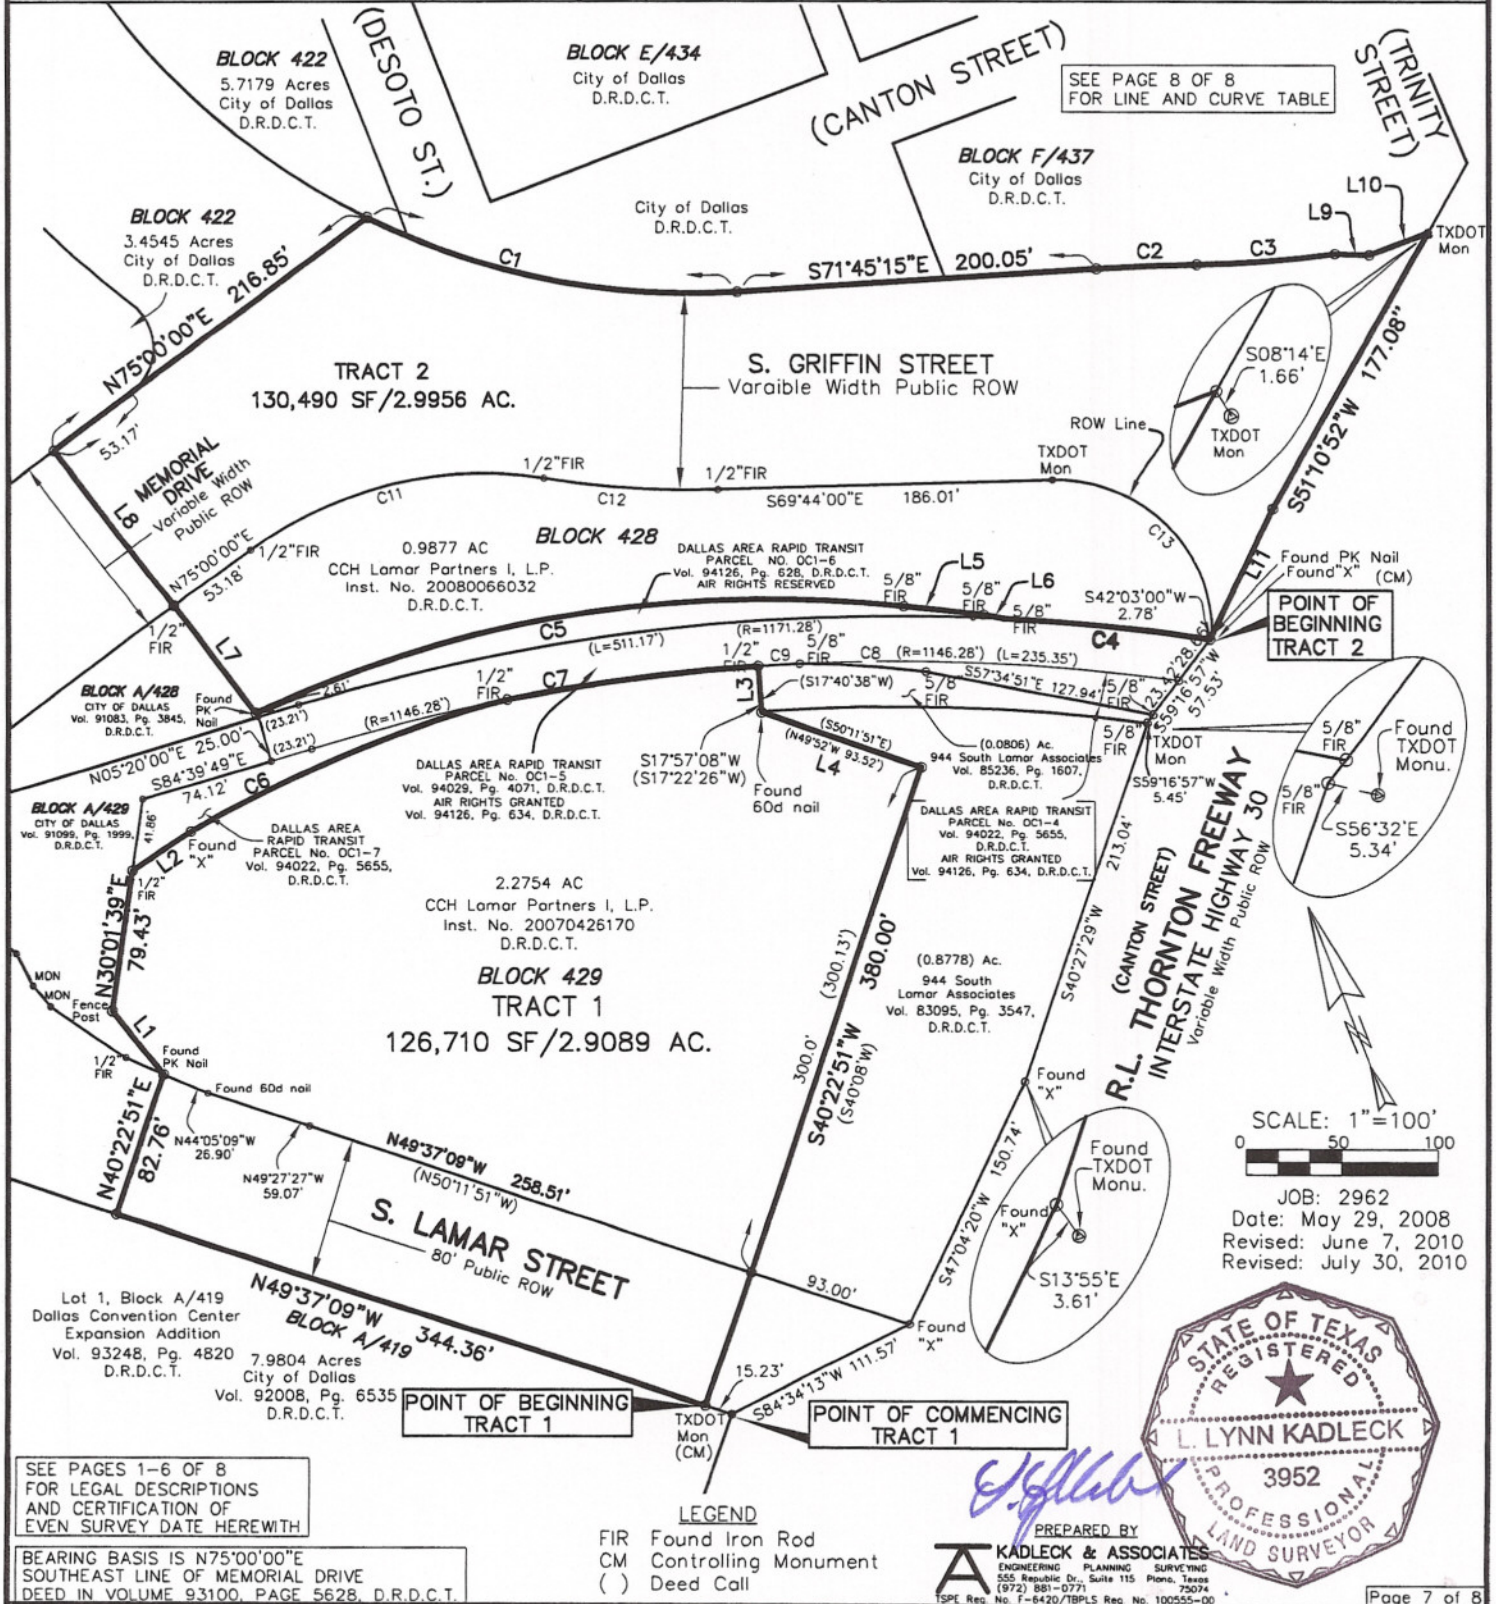 BLOCK 422
5.7179 Acres
City of Dallas
D.R.D.C.T.
(DESOTO ST.)
BLOCK E/434
City of Dallas
D.R.D.C.T.
(CANTON STREET)
SEE PAGE 8 OF 8
FOR LINE AND CURVE TABLE
(TRINITY
STREET)
BLOCK F/437
City of Dallas
D.R.D.C.T.
L10
L9
TXDOT
Mon
BLOCK 422
3.4545 Acres
City of Dallas
D.R.D.C.T.
City of Dallas
D.R.D.C.T.
N75°00'00"E 216.85'
C1
S71°45'15"E 200.05'
C2
C3
S08°14'E
1.66'
TXDOT
Mon
S51°10'52"W 177.08"
TRACT 2
130,490 SF/2.9956 AC.
S. GRIFFIN STREET
Varaible Width Public ROW
ROW Line
53.17'
L8
MEMORIAL
DRIVE
Variable Width
Public ROW
1/2"FIR
1/2"FIR
TXDOT
Mon
C11
C12
S69°44'00"E 186.01'
C13
N75°00'00"E
53.18'
1/2"FIR
BLOCK 428
0.9877 AC
CCH Lamar Partners I, L.P.
Inst. No. 20080066032
D.R.D.C.T.
DALLAS AREA RAPID TRANSIT
PARCEL NO. OC1-6
Vol. 94126, Pg. 628, D.R.D.C.T.
AIR RIGHTS RESERVED
L5
5/8"
FIR
5/8"
FIR
L6
5/8"
FIR
S42°03'00"W
2.78'
L11
Found PK Nail
Found"X" (CM)
POINT OF
BEGINNING
TRACT 2
1/2"
FIR
L7
C5
(L=511.17')
(R=1171.28')
C4
1/2"
FIR
C9
5/8"
FIR
C8
(R=1146.28')
(L=235.35')
S57°34'51"E 127.94'
5/8"
FIR
5/8"
FIR
S59°16'57"W
57.53'
BLOCK A/428
CITY OF DALLAS
Vol. 91083, Pg. 3845,
D.R.D.C.T.
Found
PK
Nail
2.61'
(23.21')
(23.21')
(R=1146.28')
1/2"
FIR
C7
L3
(S17°40'38"W)
N05°20'00"E 25.00'
S84°39'49"E
74.12'
C6
S17°57'08"W
(S17°22'26"W)
(S50°11'51"E)
(N49°52'W 93.52')
L4
Found
60d nail
(0.0806) Ac.
944 South Lamar Associates
Vol. 85236, Pg. 1607,
D.R.D.C.T.
5/8"
FIR
TXDOT
Mon
S59°16'57"W
5.45'
5/8"
FIR
Found
TXDOT
Monu.
5/8"
FIR
S56°32'E
5.34'
DALLAS AREA RAPID TRANSIT
PARCEL No. OC1-5
Vol. 94029, Pg. 4071, D.R.D.C.T.
AIR RIGHTS GRANTED
Vol. 94126, Pg. 634, D.R.D.C.T.
DALLAS AREA RAPID TRANSIT
PARCEL No. OC1-4
Vol. 94022, Pg. 5655,
D.R.D.C.T.
AIR RIGHTS GRANTED
Vol. 94126, Pg. 634, D.R.D.C.T.
BLOCK A/429
CITY OF DALLAS
Vol. 91099, Pg. 1999,
D.R.D.C.T.
41.86'
L2
Found
"X"
1/2"
FIR
DALLAS AREA
RAPID TRANSIT
PARCEL No. OC1-7
Vol. 94022, Pg. 5655,
D.R.D.C.T.
N30°01'39"E
79.43'
2.2754 AC
CCH Lamar Partners I, L.P.
Inst. No. 20070426170
D.R.D.C.T.
BLOCK 429
TRACT 1
126,710 SF/2.9089 AC.
(300.13')
380.00'
300.0'
S40°22'51"W
(S40°08'W)
(0.8778) Ac.
944 South
Lamar Associates
Vol. 83095, Pg. 3547,
D.R.D.C.T.
213.04'
S40°27'29"W
(CANTON STREET)
R.L. THORNTON FREEWAY
INTERSTATE HIGHWAY 30
Variable Width Public ROW
MON
MON
Fence
Post
L1
1/2"
FIR
Found
PK Nail
Found 60d nail
N40°22'51"E
82.76'
N44°05'09"W
26.90'
N49°27'27"W
59.07'
N49°37'09"W 258.51'
(N50°11'51"W)
S. LAMAR STREET
80' Public ROW
Found
"X"
S47°04'20"W 150.74'
Found
TXDOT
Monu.
Found
"X"
S13°55'E
3.61'
SCALE: 1"=100'
0 50 100
JOB: 2962
Date: May 29, 2008
Revised: June 7, 2010
Revised: July 30, 2010
93.00'
Found
"X"
N49°37'09"W 344.36'
BLOCK A/419
Lot 1, Block A/419
Dallas Convention Center
Expansion Addition
Vol. 93248, Pg. 4820
D.R.D.C.T.
7.9804 Acres
City of Dallas
Vol. 92008, Pg. 6535
D.R.D.C.T.
15.23'
S84°34'13"W 111.57'
POINT OF BEGINNING
TRACT 1
TXDOT
Mon
(CM)
POINT OF COMMENCING
TRACT 1
STATE OF TEXAS
REGISTERED
L. LYNN KADLECK
3952
PROFESSIONAL
LAND SURVEYOR
SEE PAGES 1-6 OF 8
FOR LEGAL DESCRIPTIONS
AND CERTIFICATION OF
EVEN SURVEY DATE HEREWITH
BEARING BASIS IS N75°00'00"E
SOUTHEAST LINE OF MEMORIAL DRIVE
DEED IN VOLUME 93100, PAGE 5628, D.R.D.C.T.
LEGEND
FIR Found Iron Rod
CM Controlling Monument
( ) Deed Call
PREPARED BY
KADLECK & ASSOCIATES
ENGINEERING PLANNING SURVEYING
555 Republic Dr., Suite 115 Plano, Texas
(972) 881-0771 75074
TSPE Reg. No. F-6420/TBPLS Reg. No. 100555-00
Page 7 of 8